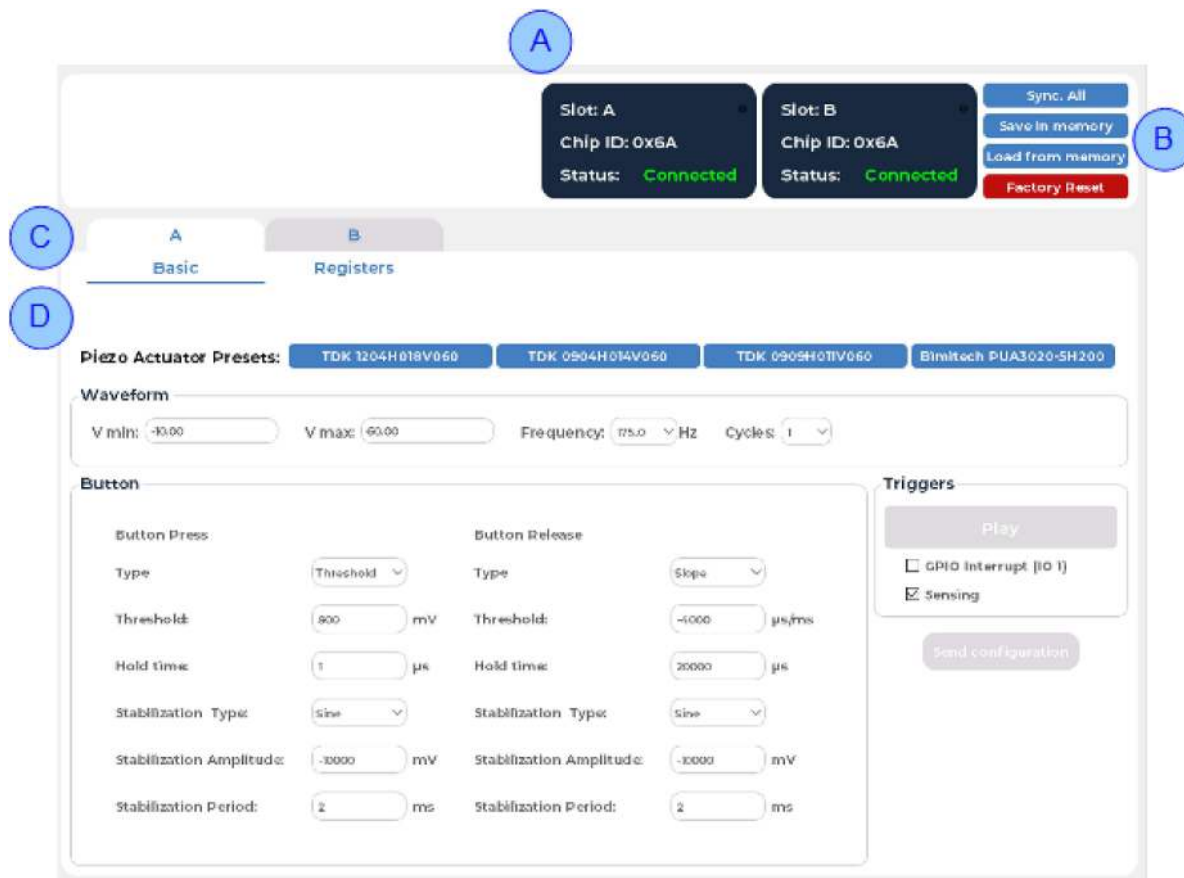 A
Slot: A
Chip ID: 0x6A
Status: Connected
Slot: B
Chip ID: 0x6A
Status: Connected
Sync. All
Save in memory
Load from memory
Factory Reset
B
C
A
B
Basic
Registers
D
Piezo Actuator Presets: TDK 1204H018V060 TDK 0904H014V060 TDK 0909H011V060 Bimitech PUA3020-5H200
Waveform
V min: -10.00 V max: 60.00 Frequency: 175.0 Hz Cycles: 1
Button
Button Press Button Release
Type Threshold Type Slope
Threshold: 800 mV Threshold: -4000 µs/ms
Hold time: 1 µs Hold time: 20000 µs
Stabilization Type: Sine Stabilization Type: Sine
Stabilization Amplitude: -10000 mV Stabilization Amplitude: -10000 mV
Stabilization Period: 2 ms Stabilization Period: 2 ms
Triggers
Play
GPIO Interrupt (IO 1)
Sensing
Send configuration